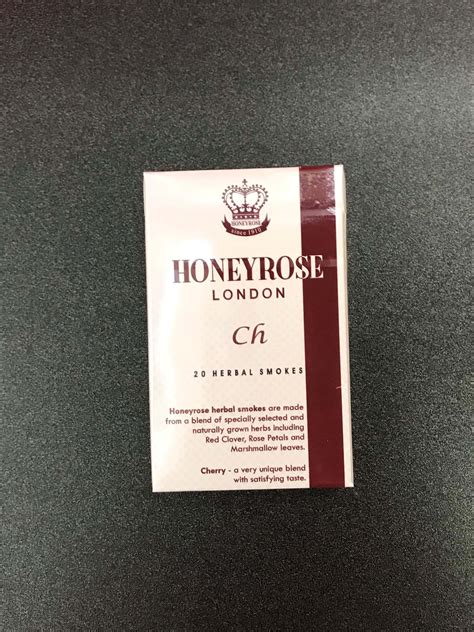 HONEYROSE
since 1910
HONEYROSE
LONDON
Ch
20 HERBAL SMOKES
Honeyrose herbal smokes are made
from a blend of specially selected and
naturally grown herbs including
Red Clover, Rose Petals and
Marshmallow leaves.
Cherry - a very unique blend
with satisfying taste.